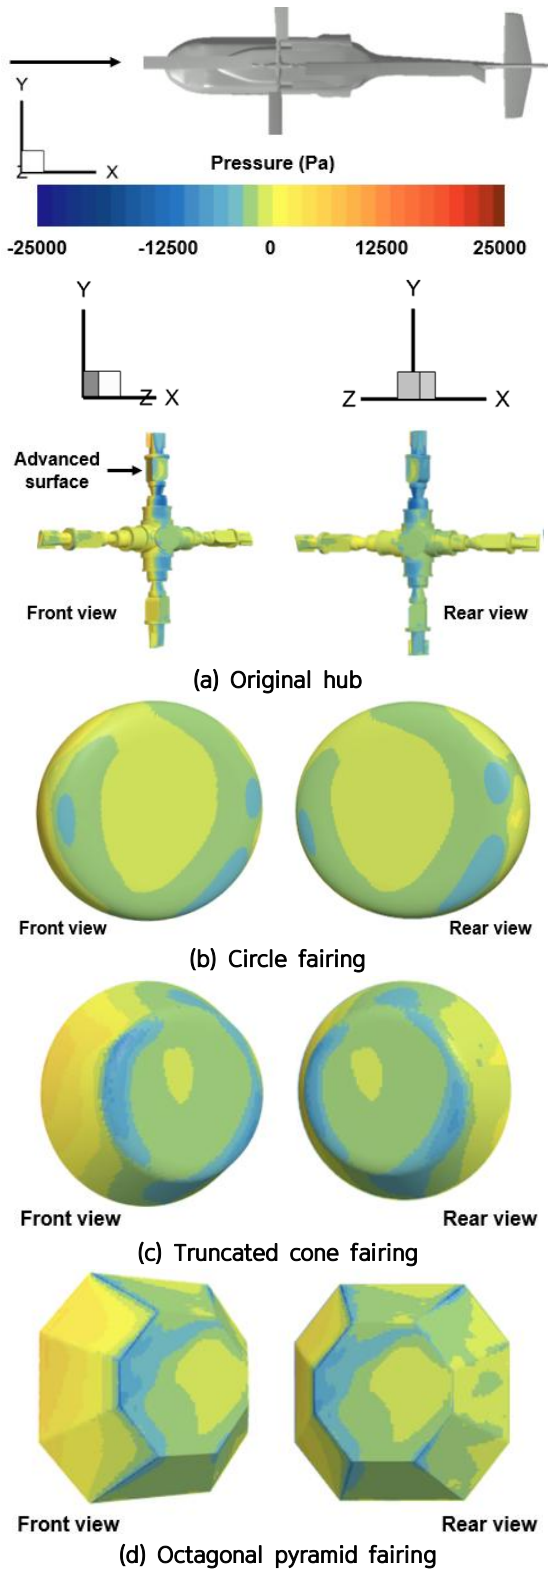 Y
Z X
Pressure (Pa)
-25000 -12500 0 12500 25000
Y Y
Z X Z X
Advanced
surface
Front view Rear view
(a) Original hub
Front view Rear view
(b) Circle fairing
Front view Rear view
(c) Truncated cone fairing
Front view Rear view
(d) Octagonal pyramid fairing